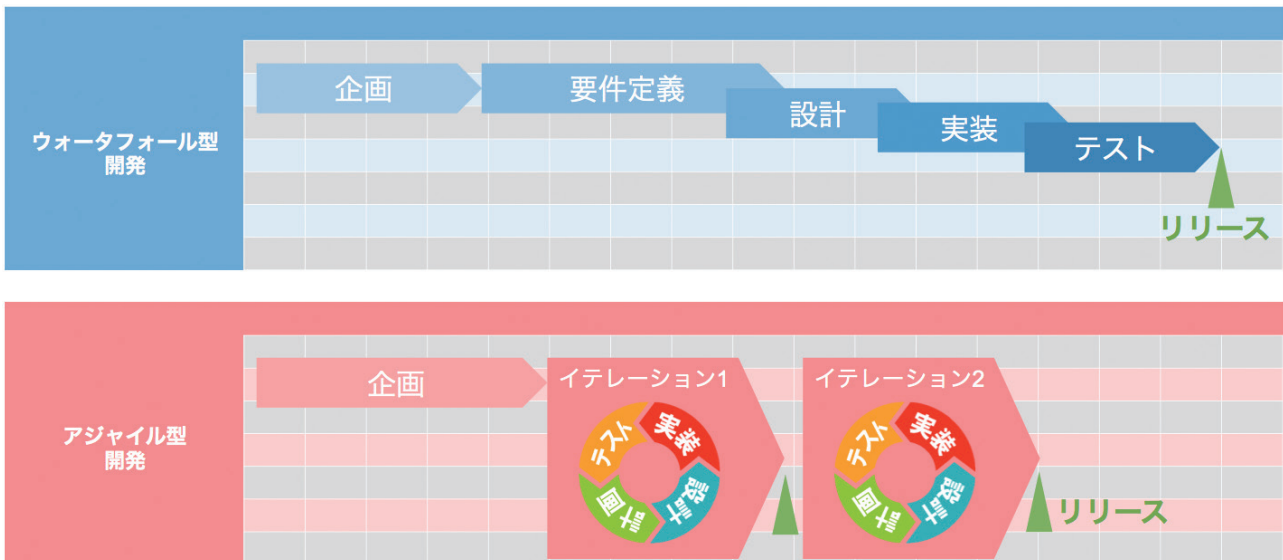 ウォータフォール型
開発
企画
要件定義
設計
実装
テスト
リリース
アジャイル型
開発
企画
イテレーション1
テスト
実装
計画
設計
イテレーション2
テスト
実装
計画
設計
リリース